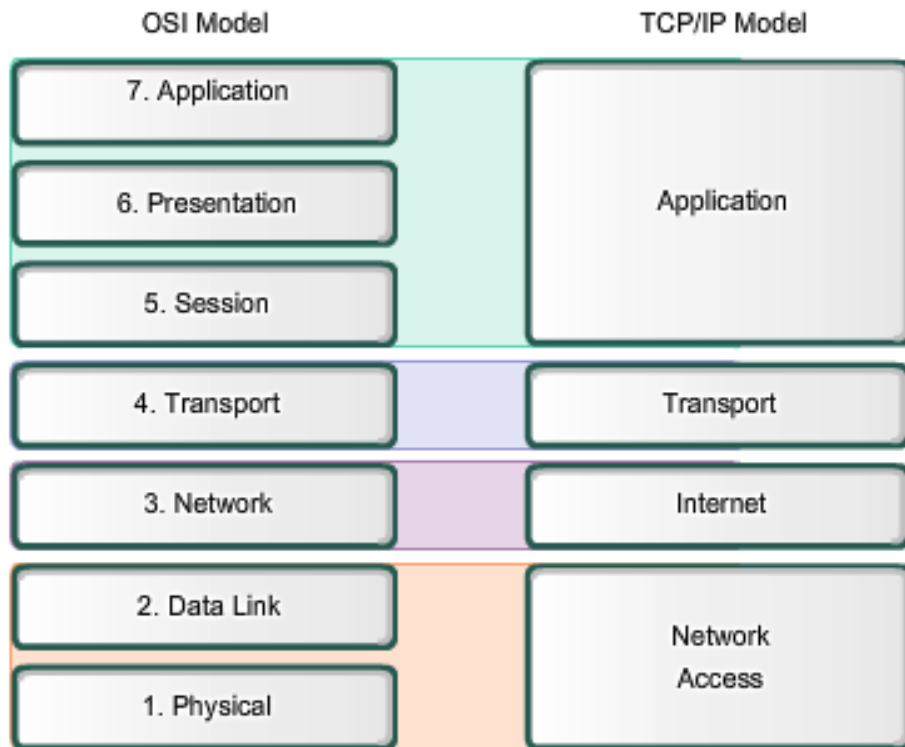 OSI Model
TCP/IP Model
7. Application
6. Presentation
5. Session
4. Transport
3. Network
2. Data Link
1. Physical
Application
Transport
Internet
Network
Access